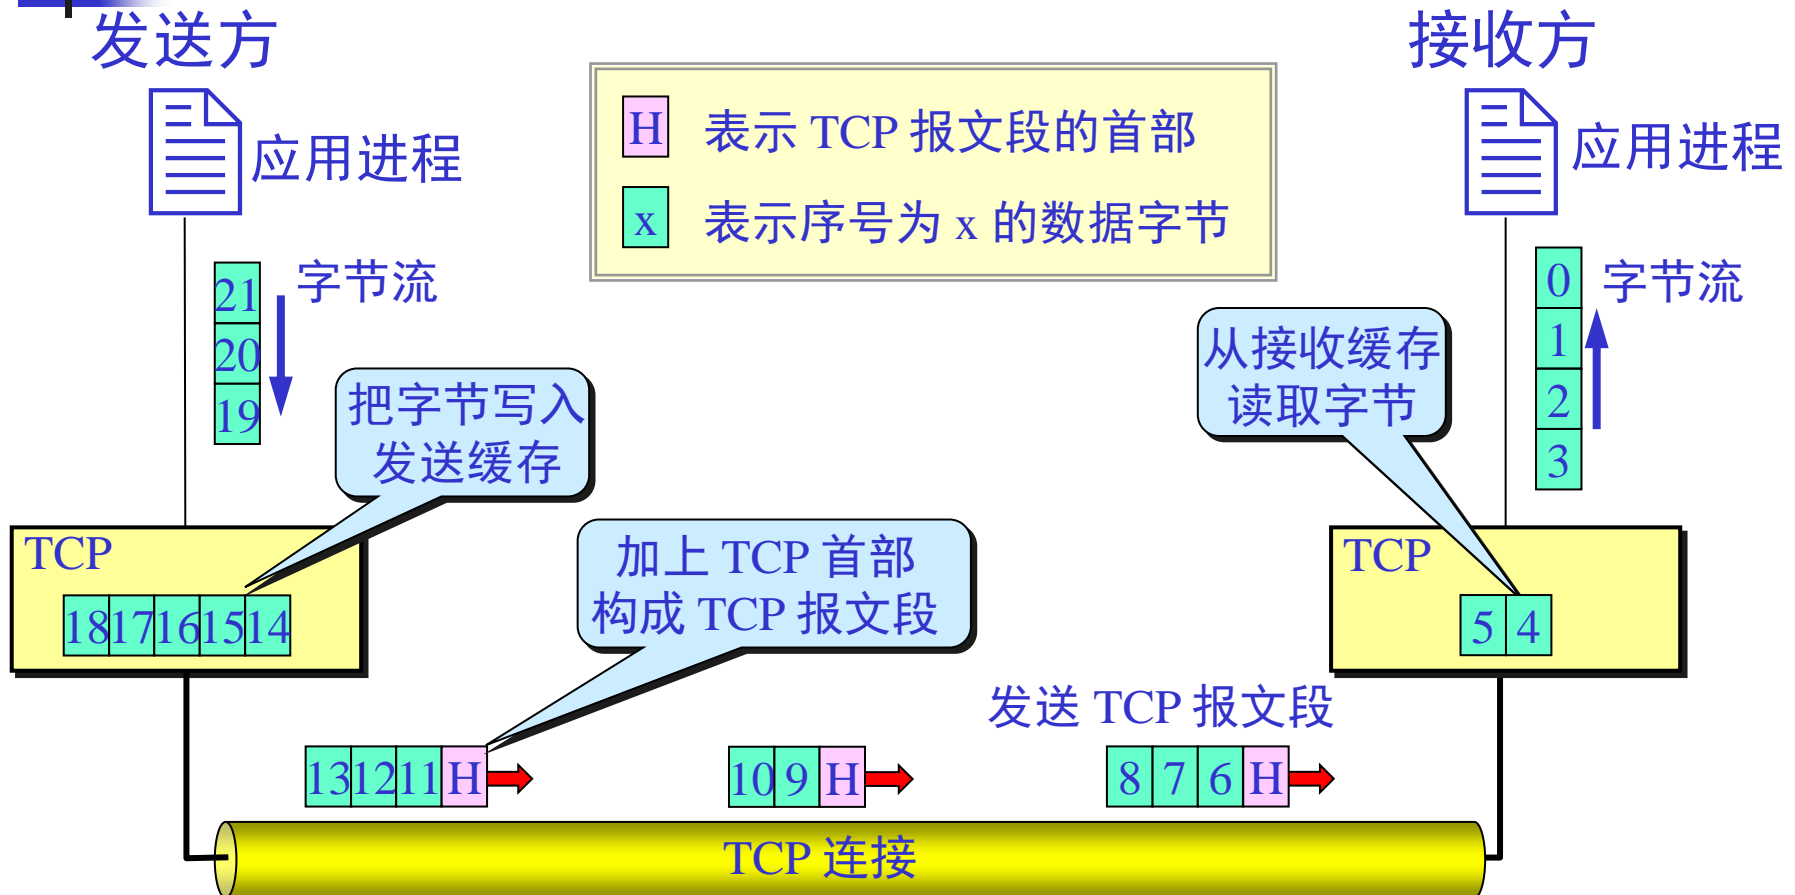 发送方
接收方
应用进程
H 表示 TCP 报文段的首部
x 表示序号为 x 的数据字节
应用进程
字节流
21
20
19
字节流
0
1
2
3
把字节写入
发送缓存
从接收缓存
读取字节
TCP
18 17 16 15 14
加上 TCP 首部
构成 TCP 报文段
TCP
5 4
发送 TCP 报文段
13 12 11 H
10 9 H
8 7 6 H
TCP 连接